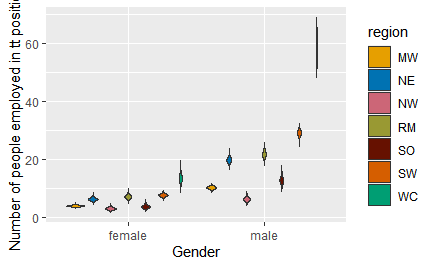 Number of people employed in tt positi
60
40
20
0
female
male
Gender
region
MW
NE
NW
RM
SO
SW
WC